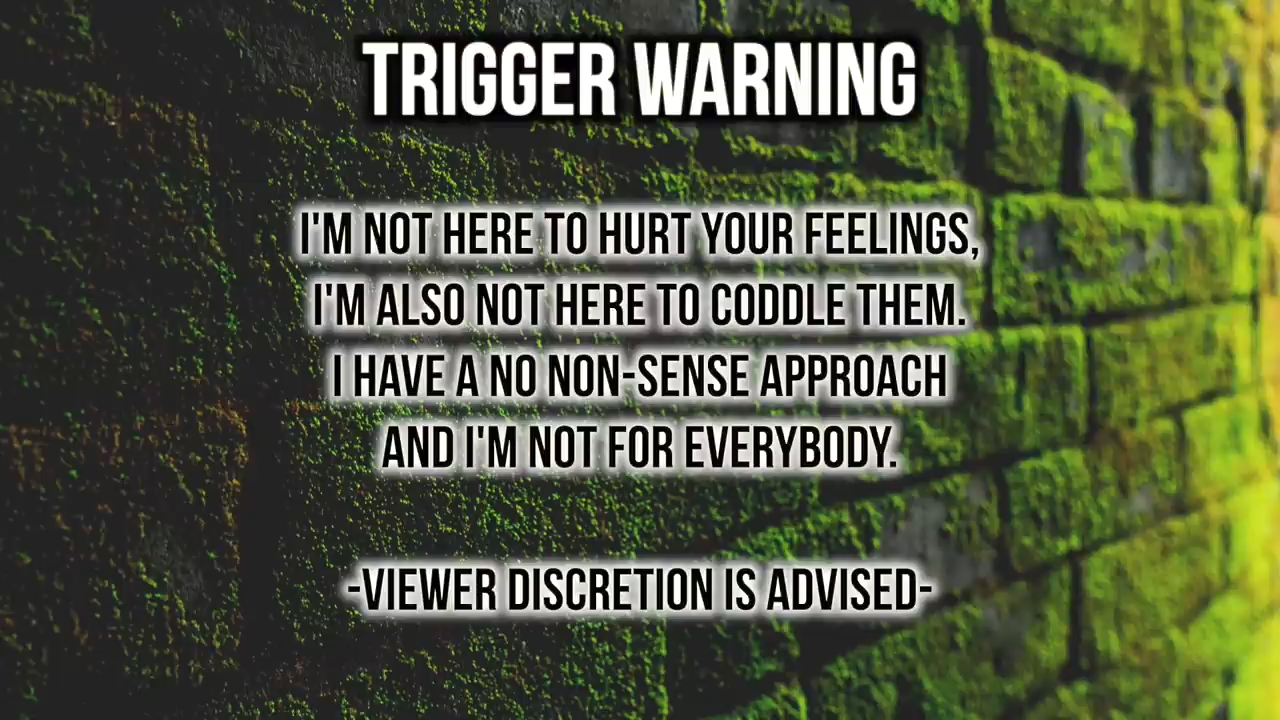 TRIGGER WARNING
I'M NOT HERE TO HURT YOUR FEELINGS,
I'M ALSO NOT HERE TO CODDLE THEM.
I HAVE A NO NON-SENSE APPROACH
AND I'M NOT FOR EVERYBODY.
-VIEWER DISCRETION IS ADVISED-